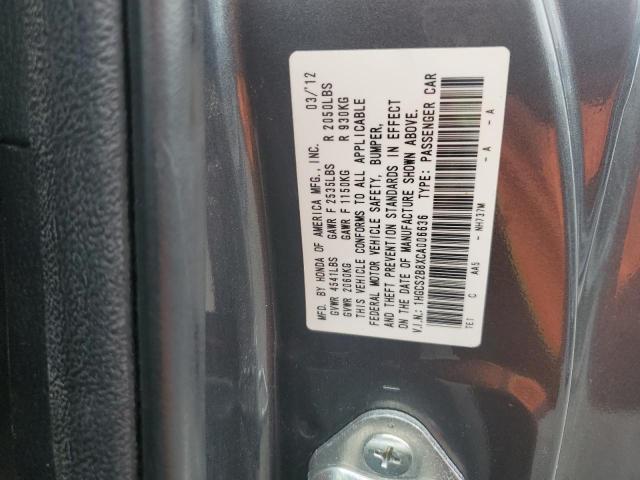 MFD. BY HONDA OF AMERICA MFG., INC. 03/'12
GVWR 4541LBS GAWR F 2535LBS R 2050LBS
GVWR 2060KG GAWR F 1150KG R 930KG
THIS VEHICLE CONFORMS TO ALL APPLICABLE
FEDERAL MOTOR VEHICLE SAFETY, BUMPER,
AND THEFT PREVENTION STANDARDS IN EFFECT
ON THE DATE OF MANUFACTURE SHOWN ABOVE.
V.I.N.: 1HGCS2B8XCA006636 TYPE: PASSENGER CAR
TE1 C AA5 - NH737M - A - A